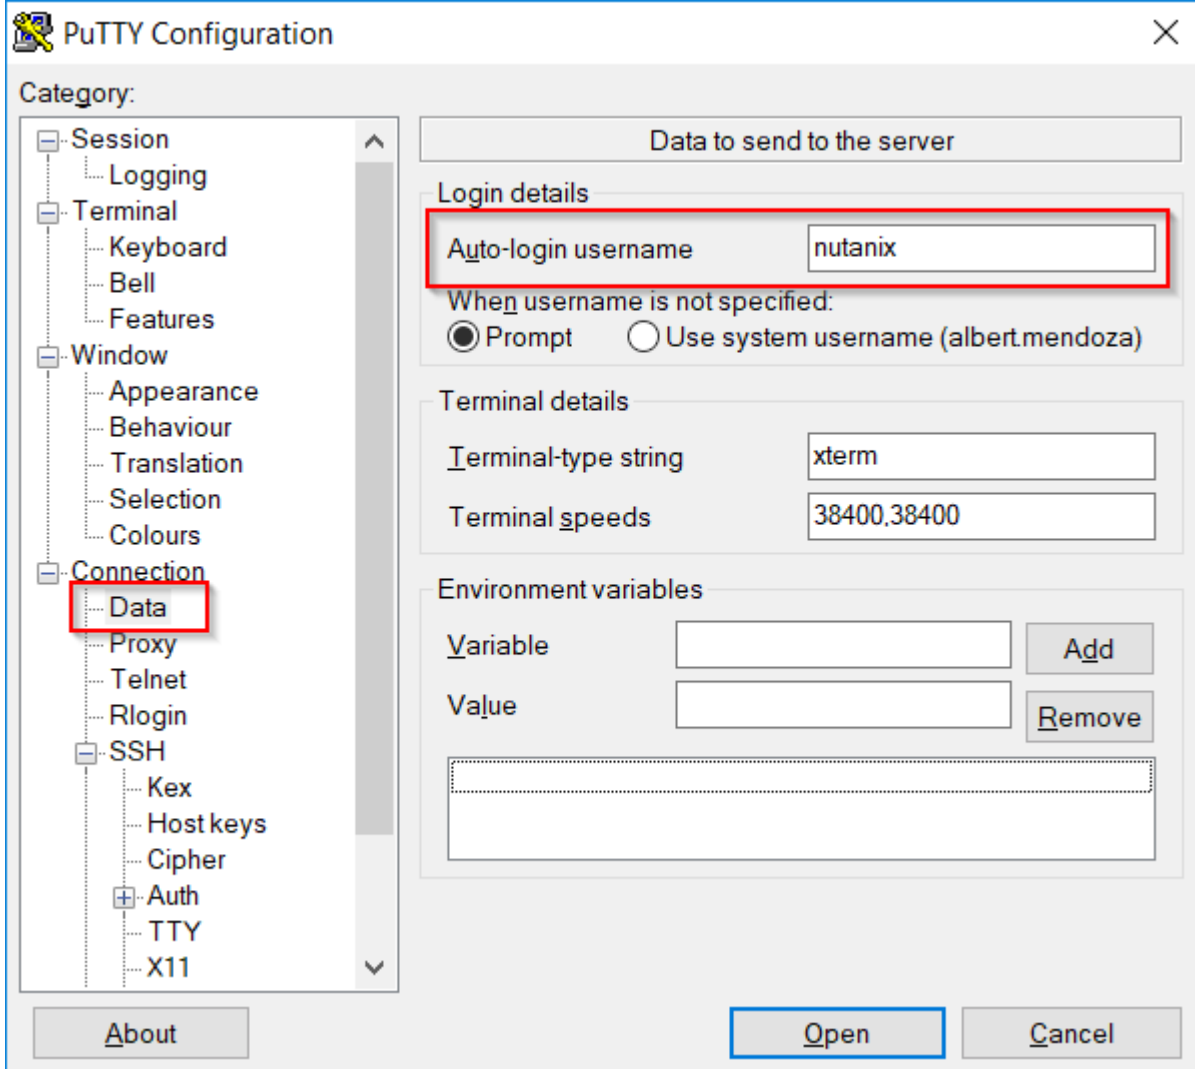 PuTTY Configuration
Category:
Session
Logging
Terminal
Keyboard
Bell
Features
Window
Appearance
Behaviour
Translation
Selection
Colours
Connection
Data
Proxy
Telnet
Rlogin
SSH
Kex
Host keys
Cipher
Auth
TTY
X11
Data to send to the server
Login details
Auto-login username nutanix
When username is not specified:
Prompt Use system username (albert.mendoza)
Terminal details
Terminal-type string xterm
Terminal speeds 38400,38400
Environment variables
Variable Add
Value Remove
About Open Cancel